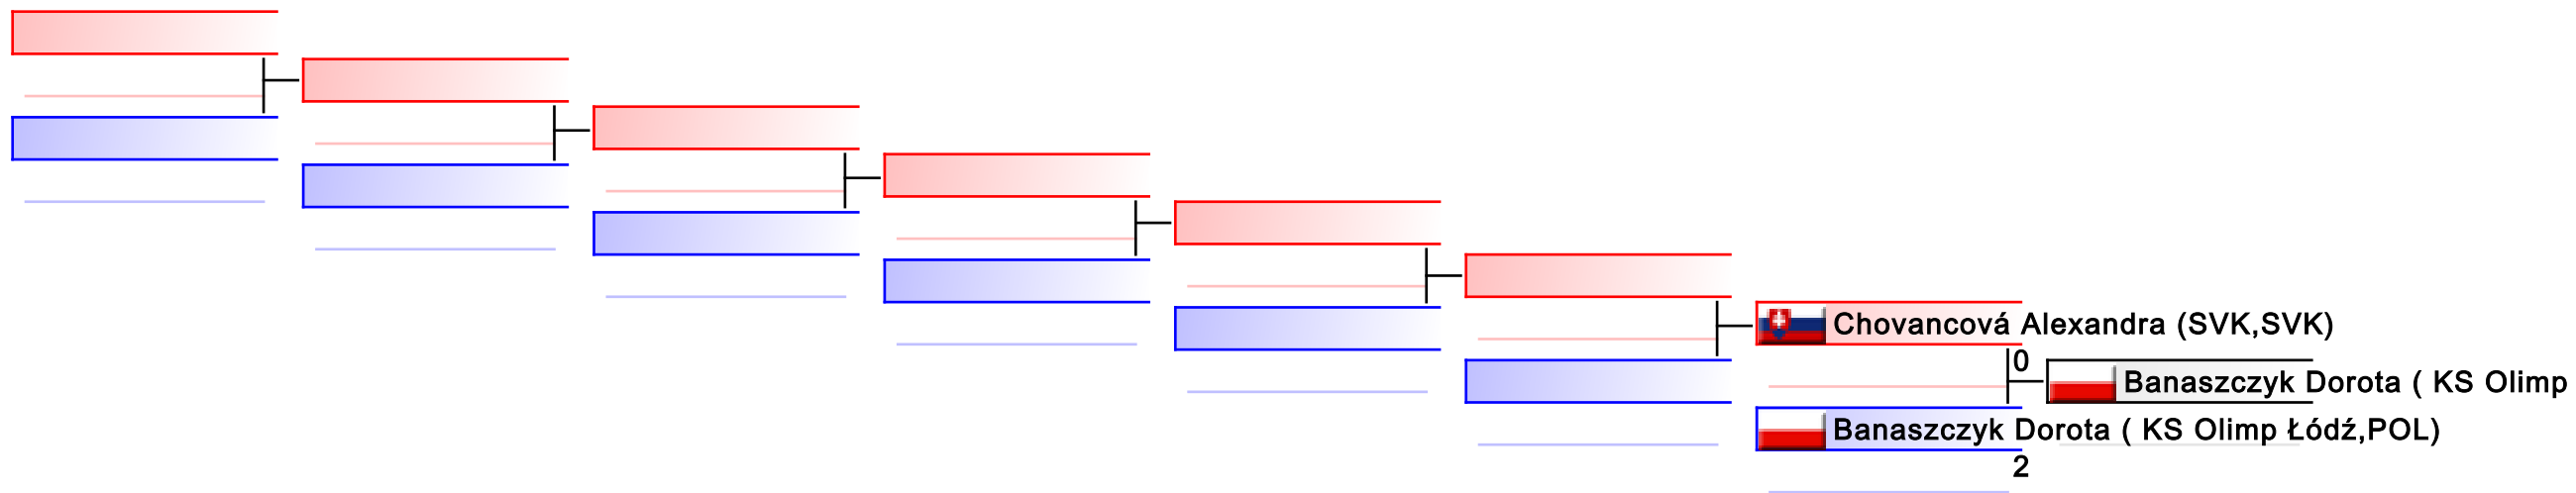 Chovancová Alexandra (SVK,SVK)
0
Banaszczyk Dorota ( KS Olimp
Banaszczyk Dorota ( KS Olimp Łódź,POL)
2